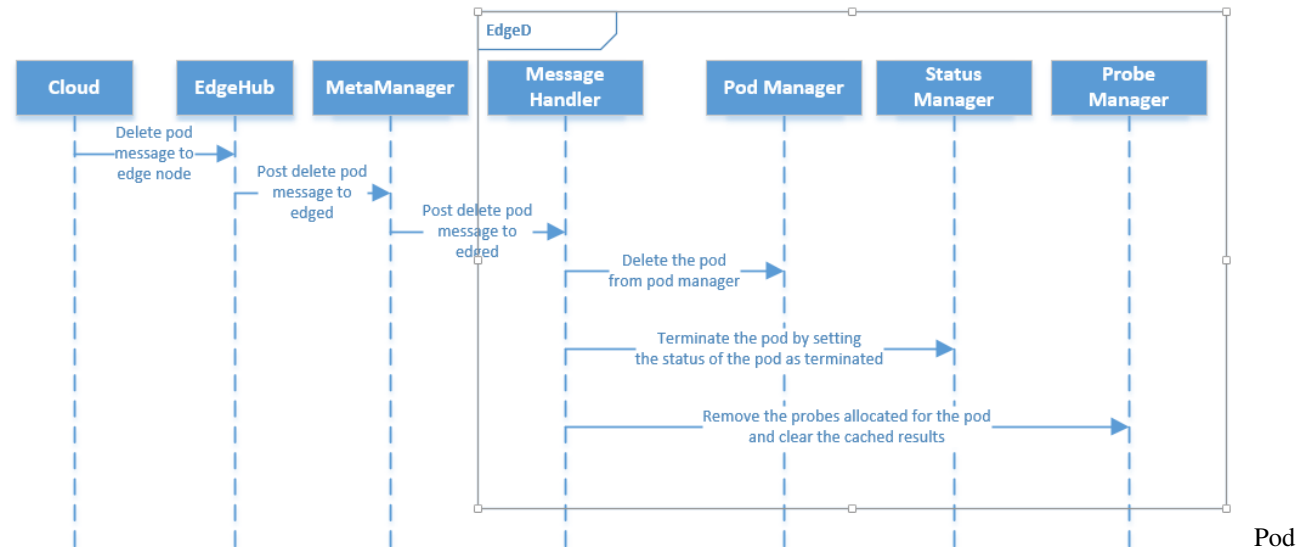 EdgeD
Cloud
EdgeHub
MetaManager
Message
Handler
Pod Manager
Status
Manager
Probe
Manager
Delete pod
message to
edge node
Post delete pod
message to
edged
Post delete pod
message to
edged
Delete the pod
from pod manager
Terminate the pod by setting
the status of the pod as terminated
Remove the probes allocated for the pod
and clear the cached results
Pod